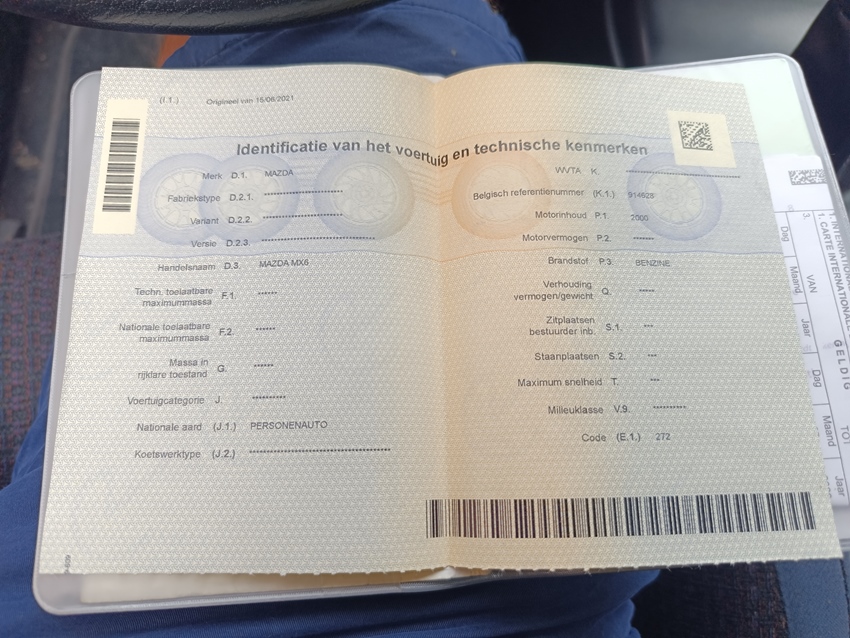 (I.1.) Origineel van 15/06/2021
Identificatie van het voertuig en technische kenmerken
Merk D.1. MAZDA
Fabriekstype D.2.1. ********************
Variant D.2.2. ********************
Versie D.2.3. *****************************
Handelsnaam D.3. MAZDA MX6
Techn. toelaatbare
maximummassa F.1. ******
Nationale toelaatbare
maximummassa F.2. ******
Massa in
rijklare toestand G. ******
Voertuigcategorie J. **********
Nationale aard (J.1.) PERSONENAUTO
Koetswerktype (J.2.) ****************************************
WVTA K. ********************************
Belgisch referentienummer (K.1.) 914628
Motorinhoud P.1. 2000
Motorvermogen P.2. ******
Brandstof P.3. BENZINE
Verhouding
vermogen/gewicht Q. *****
Zitplaatsen
bestuurder inb. S.1. ***
Staanplaatsen S.2. ***
Maximum snelheid T. ***
Milieuklasse V.9. **********
Code (E.1.) 272
1. CARTE INTERNATIONALE
3. VAN
Dag Maand Jaar
GELDIG
TOT
Dag Maand Jaar